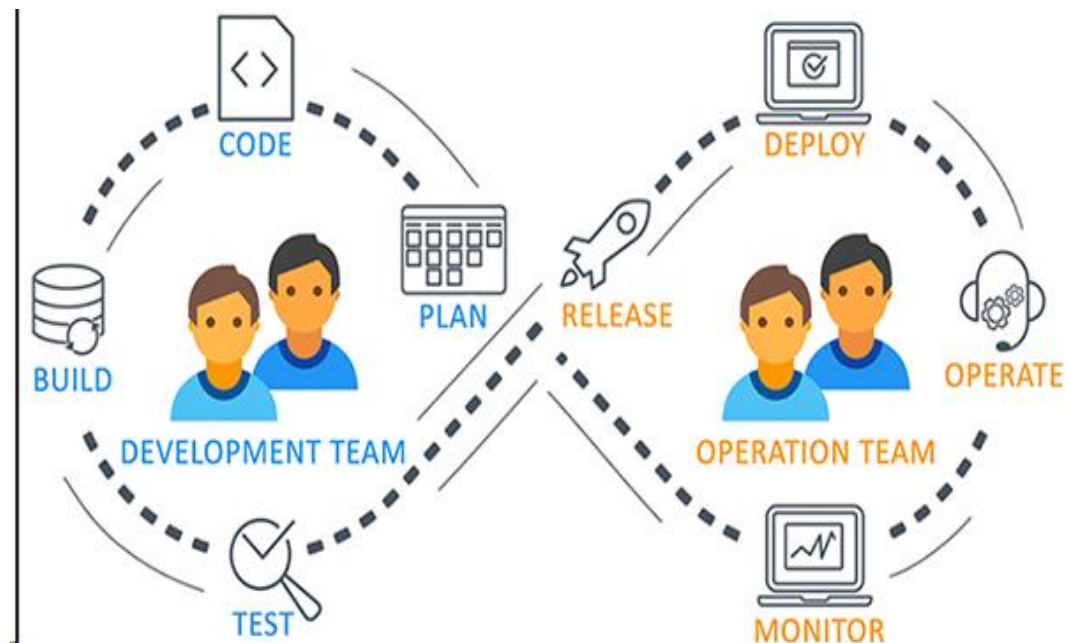 CODE
DEPLOY
PLAN
RELEASE
BUILD
OPERATE
DEVELOPMENT TEAM
OPERATION TEAM
TEST
MONITOR